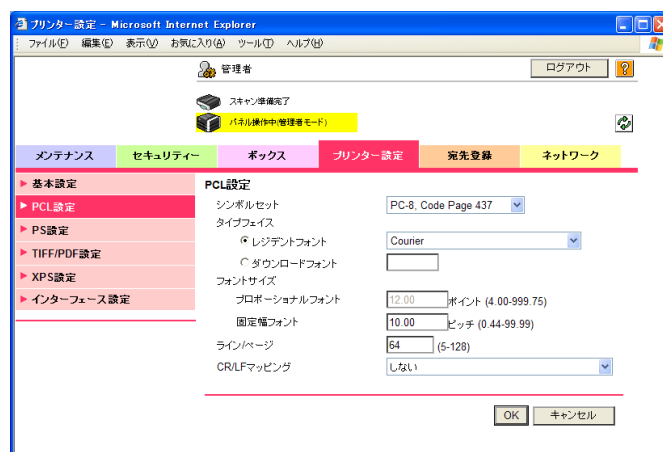 プリンター設定 - Microsoft Internet Explorer
ファイル(F) 編集(E) 表示(V) お気に入り(A) ツール(T) ヘルプ(H)
管理者 ログアウト ?
スキャン準備完了
パネル操作中(管理者モード)
メンテナンス セキュリティー ボックス プリンター設定 宛先登録 ネットワーク
基本設定
PCL設定
PS設定
TIFF/PDF設定
XPS設定
インターフェース設定
PCL設定
シンボルセット PC-8, Code Page 437
タイプフェイス
レジデントフォント Courier
ダウンロードフォント
フォントサイズ
プロポーショナルフォント 12.00 ポイント (4.00-999.75)
固定幅フォント 10.00 ピッチ (0.44-99.99)
ライン/ページ 64 (5-128)
CR/LFマッピング しない
OK キャンセル